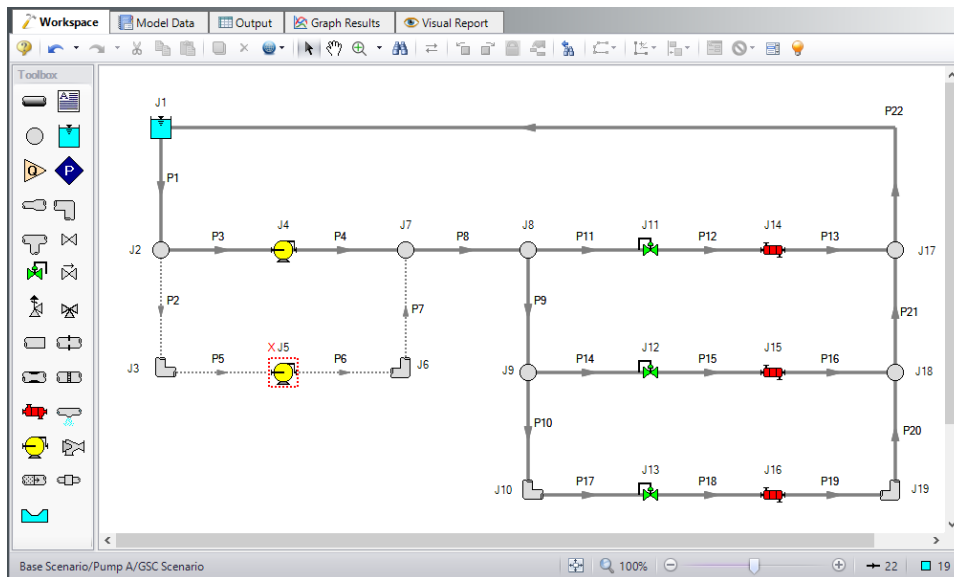 Workspace Model Data Output Graph Results Visual Report
Toolbox
J1
P22
P1
J2 P3 J4 P4 J7 P8 J8 P11 J11 P12 J14 P13 J17
P2 P7 P9 P21
J3 P5 X J5 P6 J6 J9 P14 J12 P15 J15 P16 J18
P10 P20
J10 P17 J13 P18 J16 P19 J19
A
Q P
Base Scenario/Pump A/GSC Scenario 100% 22 19